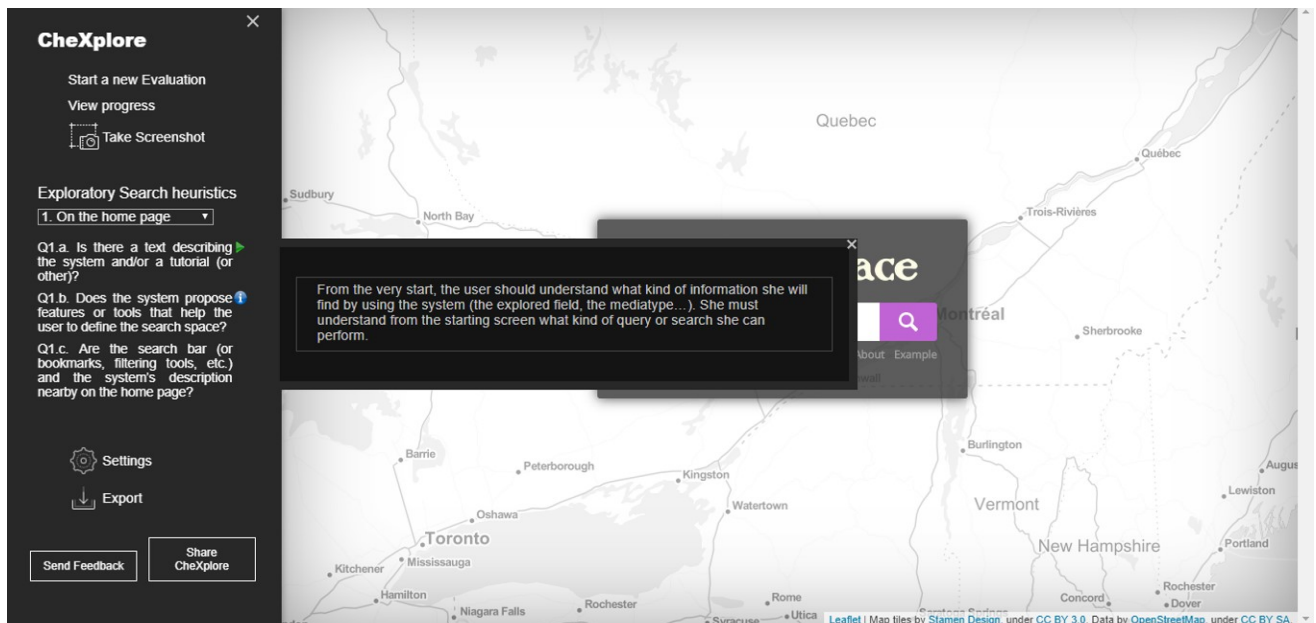 CheXplore
Start a new Evaluation
View progress
Take Screenshot
Exploratory Search heuristics
1. On the home page
Q1.a. Is there a text describing
the system and/or a tutorial (or
other)?
Q1.b. Does the system propose
features or tools that help the
user to define the search space?
Q1.c. Are the search bar (or
bookmarks, filtering tools, etc.)
and the system's description
nearby on the home page?
Settings
Export
Send Feedback
Share
CheXplore
From the very start, the user should understand what kind of information she will
find by using the system (the explored field, the mediatype...). She must
understand from the starting screen what kind of query or search she can
perform.
ace
About Example
Quebec
Québec
Sudbury
North Bay
Trois-Rivières
Montréal
Sherbrooke
Barrie
Peterborough
Kingston
Burlington
Watertown
Vermont
Augus
Lewiston
Oshawa
Toronto
Mississauga
Kitchener
New Hampshire
Portland
Hamilton
Niagara Falls
Rochester
Rome
Utica
Syracuse
Saratoga Springs
Concord
Rochester
Dover
Leaflet | Map tiles by Stamen Design, under CC BY 3.0. Data by OpenStreetMap, under CC BY SA.